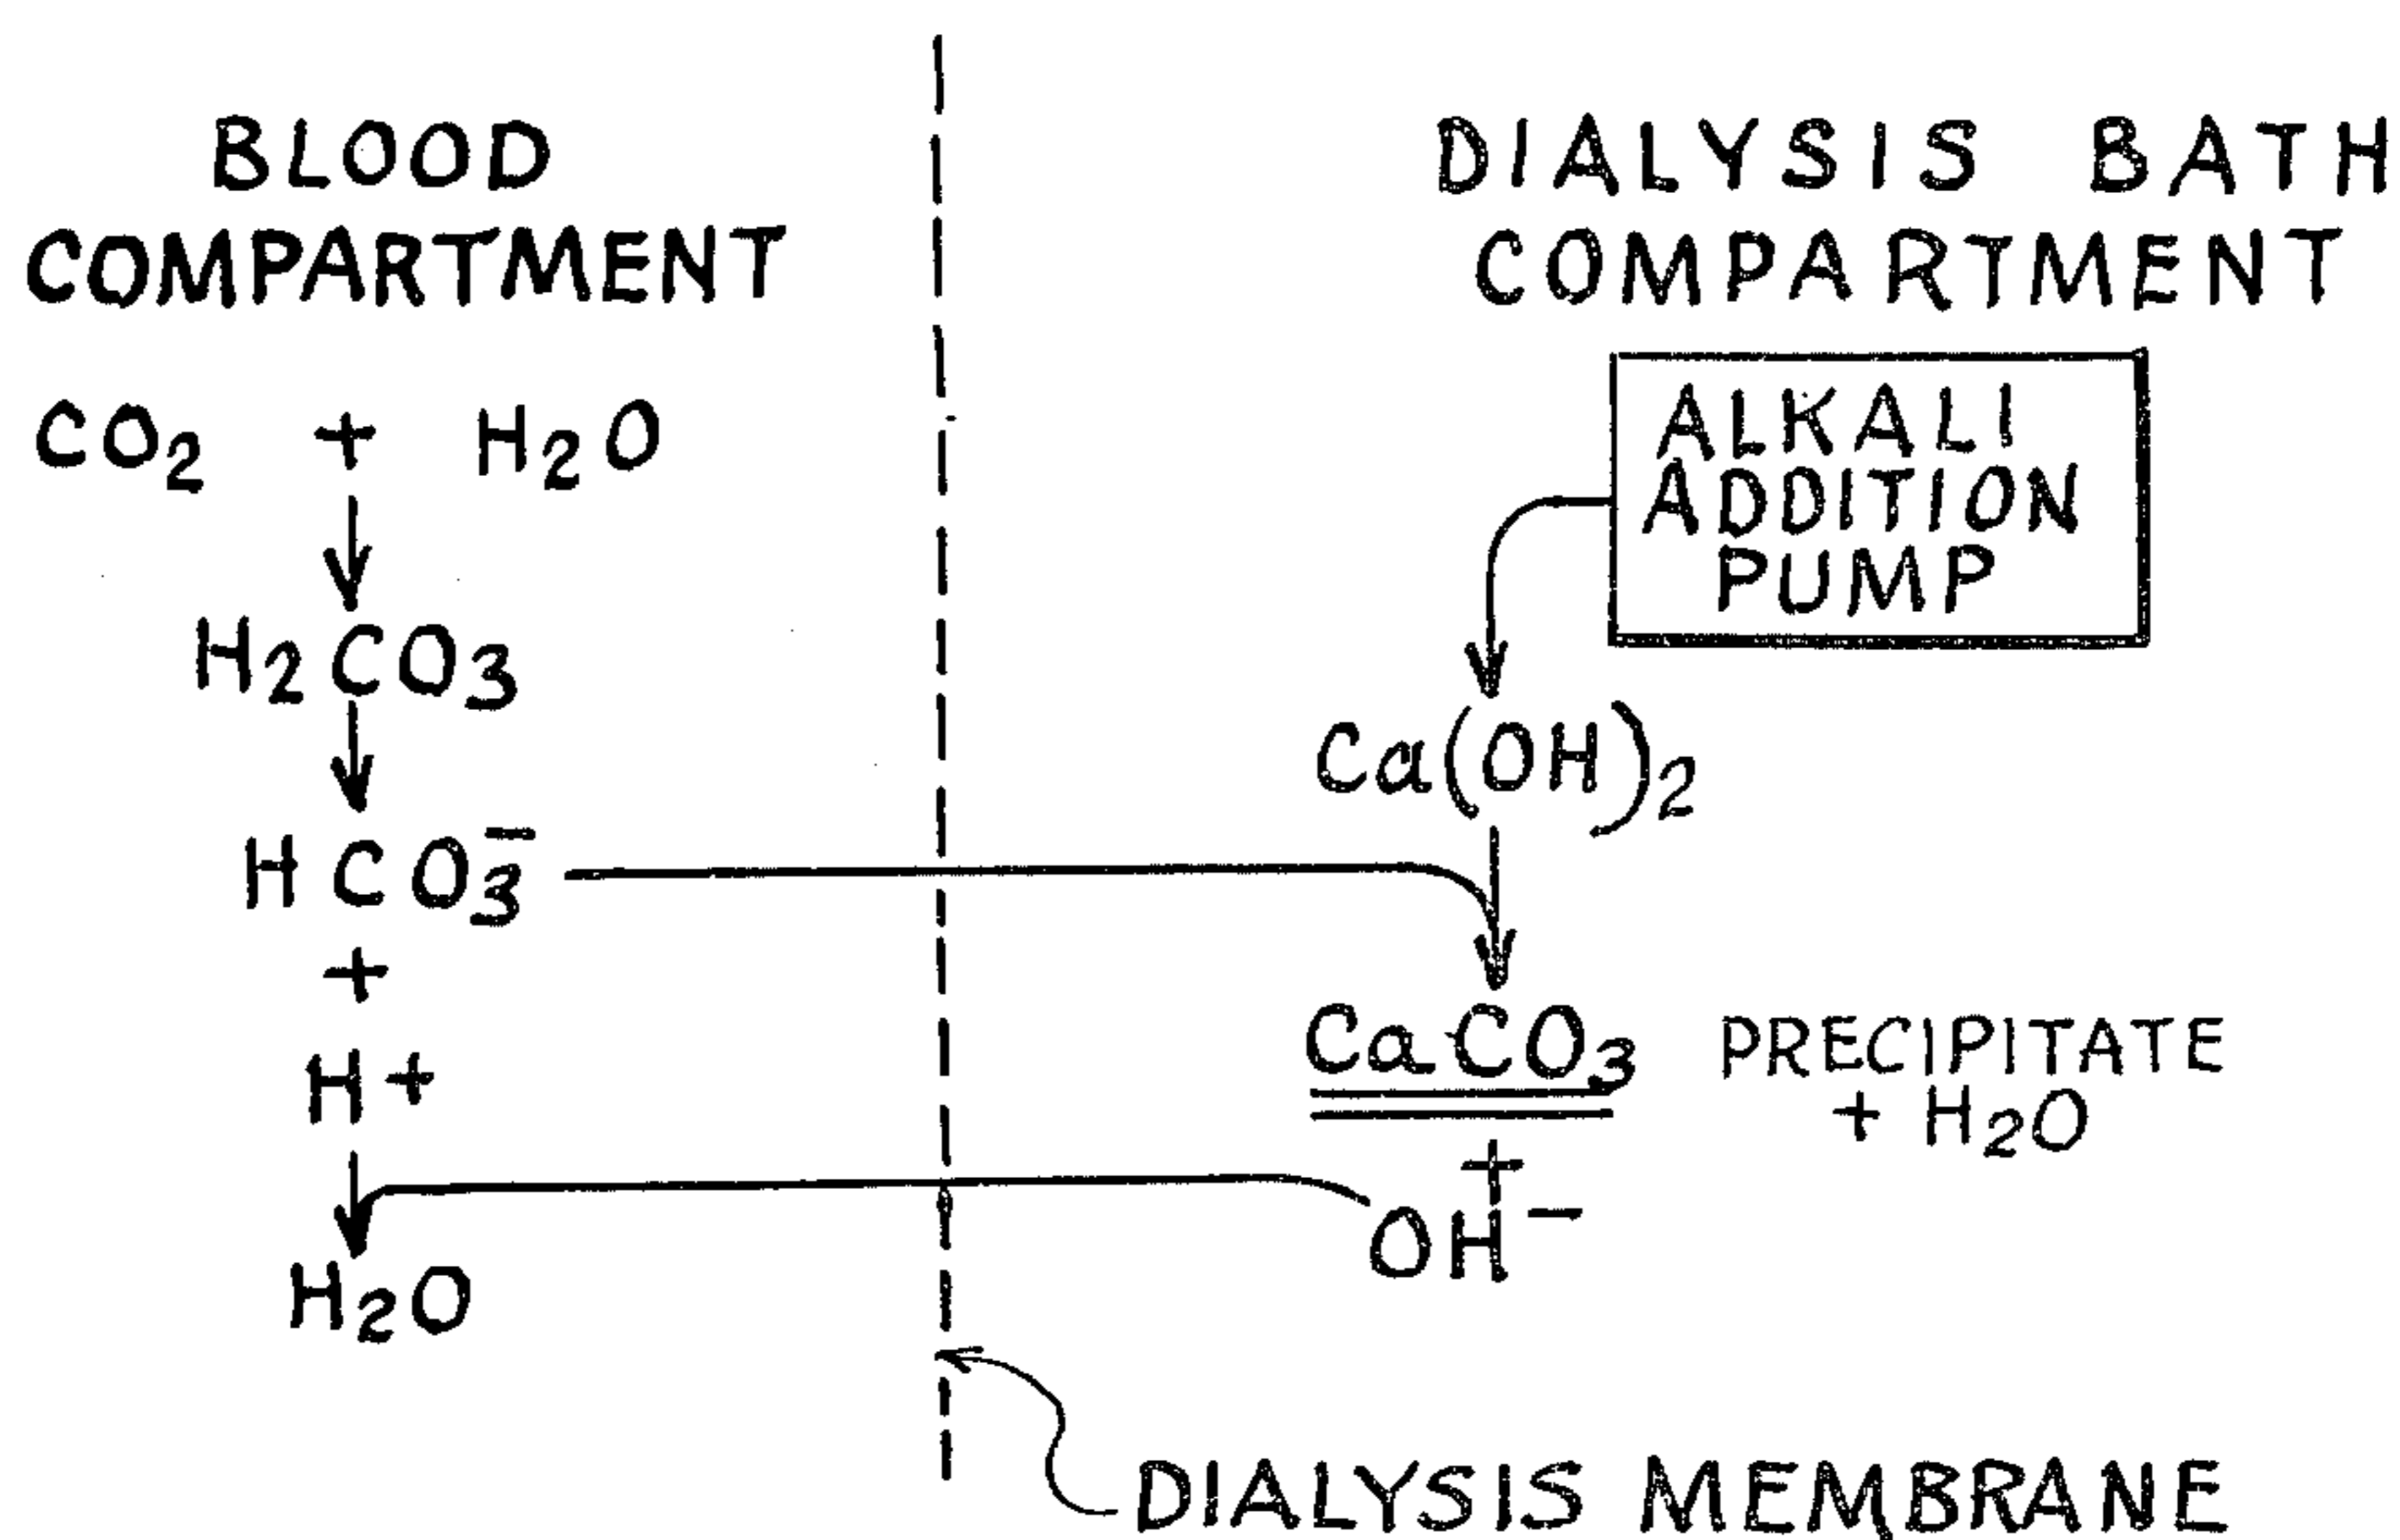 BLOOD
COMPARTMENT
CO₂ + H₂O
H₂CO₃
HCO₃⁻
+
H+
H₂O
DIALYSIS BATH
COMPARTMENT
ALKALI
ADDITION
PUMP
Ca(OH)₂
CaCO₃ PRECIPITATE
+ H₂O
+
OH⁻
DIALYSIS MEMBRANE